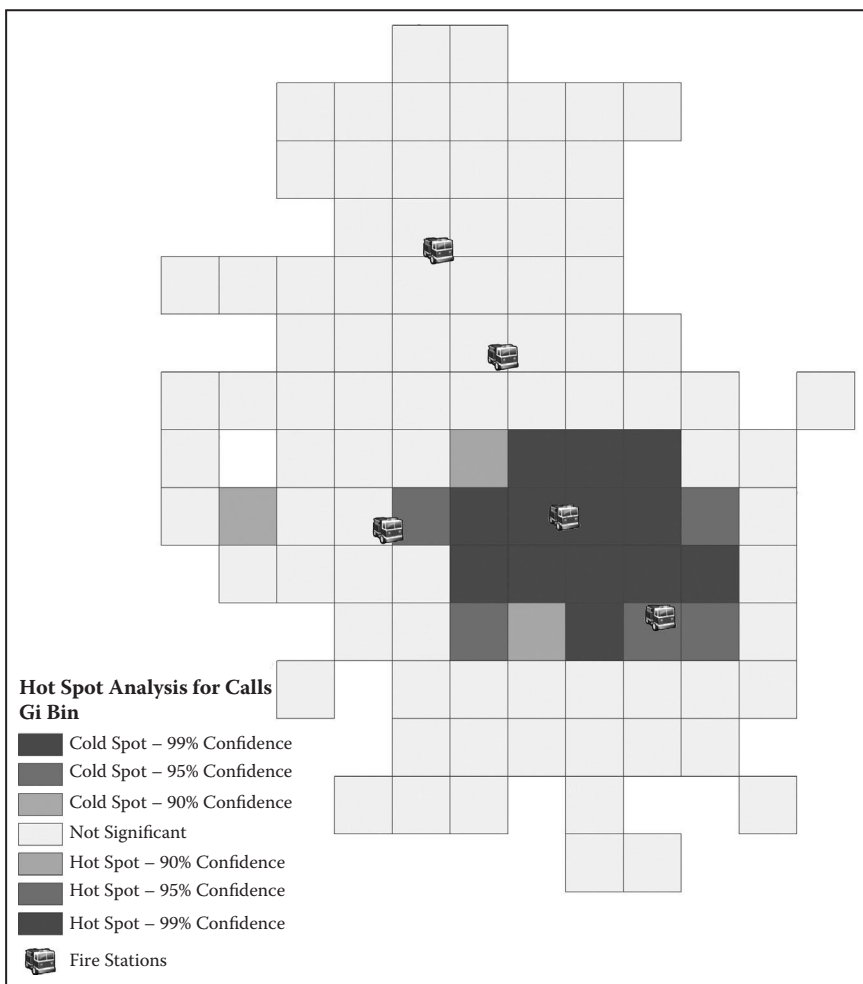 Hot Spot Analysis for Calls
Gi Bin
Cold Spot – 99% Confidence
Cold Spot – 95% Confidence
Cold Spot – 90% Confidence
Not Significant
Hot Spot – 90% Confidence
Hot Spot – 95% Confidence
Hot Spot – 99% Confidence
Fire Stations